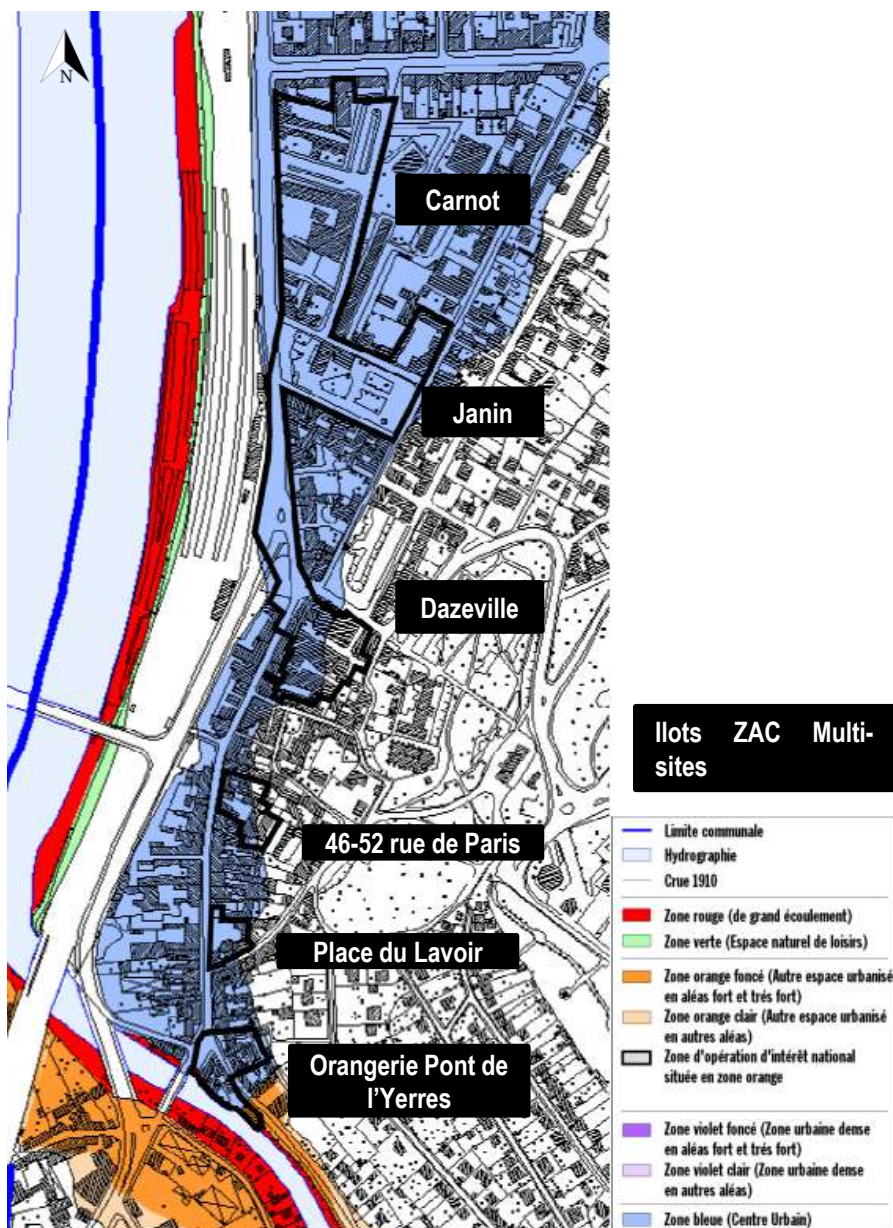 N
Carnot
Janin
Dazeville
46-52 rue de Paris
Place du Lavoir
Orangerie Pont de
l'Yerres
Ilots ZAC Multi-
sites
Limite communale
Hydrographie
Crue 1910
Zone rouge (de grand écoulement)
Zone verte (Espace naturel de loisirs)
Zone orange foncé (Autre espace urbanisé
en aléas fort et trés fort)
Zone orange clair (Autre espace urbanisé
en autres aléas)
Zone d'opération d'intérêt national
située en zone orange
Zone violet foncé (Zone urbaine dense
en aléas fort et trés fort)
Zone violet clair (Zone urbaine dense
en autres aléas)
Zone bleue (Centre Urbain)